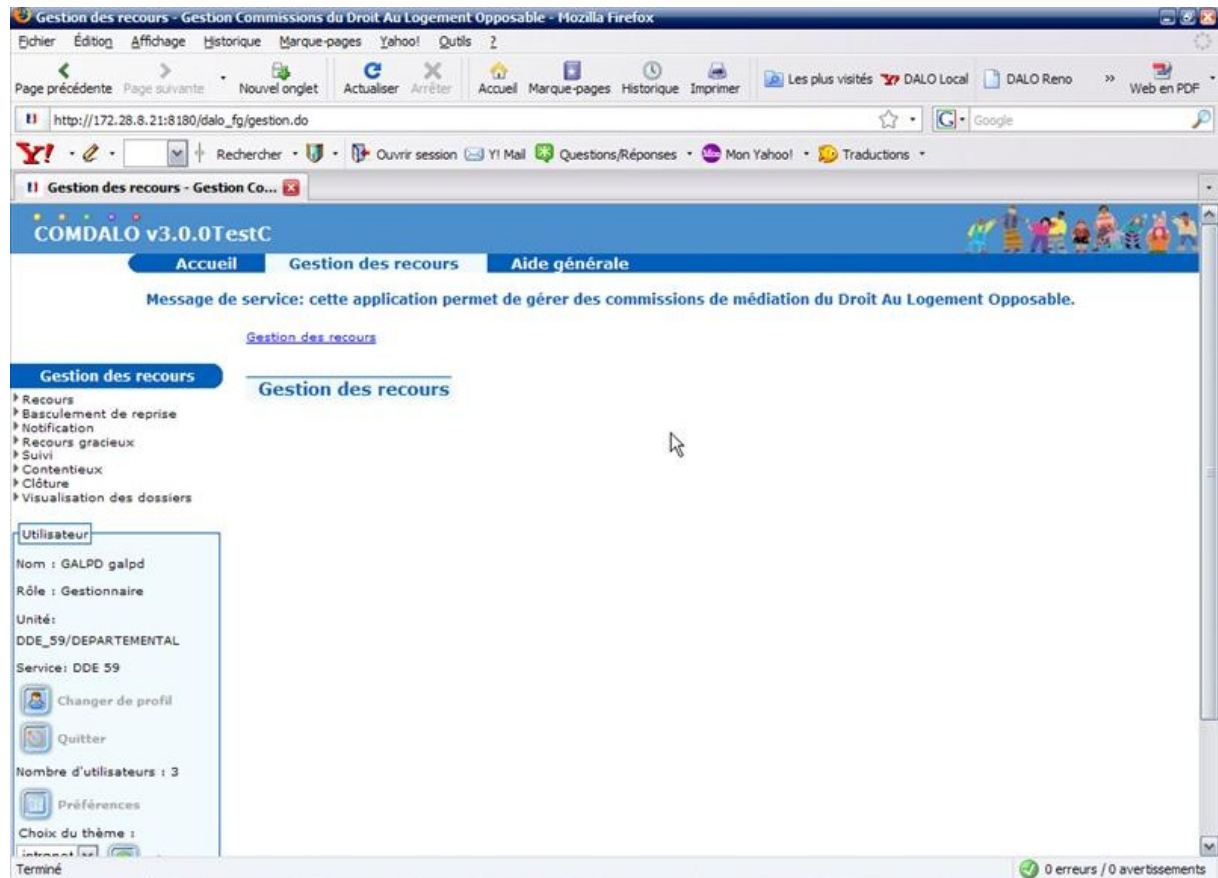 Gestion des recours - Gestion Commissions du Droit Au Logement Opposable - Mozilla Firefox
Fichier Édition Affichage Historique Marque-pages Yahoo! Outils ?
Page précédente Page suivante Nouvel onglet Actualiser Arrêter Accueil Marque-pages Historique Imprimer Les plus visités DALO Local DALO Reno » Web en PDF
http://172.28.8.21:8180/dalo_fg/gestion.do G Google
Y! Rechercher Ouvrir session Y! Mail Questions/Réponses Mon Yahoo! Traductions
Gestion des recours - Gestion Co...
COMDALO v3.0.0TestC
Accueil Gestion des recours Aide générale
Message de service: cette application permet de gérer des commissions de médiation du Droit Au Logement Opposable.
Gestion des recours
Gestion des recours
Gestion des recours
Recours
Basculement de reprise
Notification
Recours gracieux
Suivi
Contentieux
Clôture
Visualisation des dossiers
Utilisateur
Nom : GALPD galpd
Rôle : Gestionnaire
Unité:
DDE_59/DEPARTEMENTAL
Service: DDE 59
Changer de profil
Quitter
Nombre d'utilisateurs : 3
Préférences
Choix du thème :
intranet
Terminé 0 erreurs / 0 avertissements